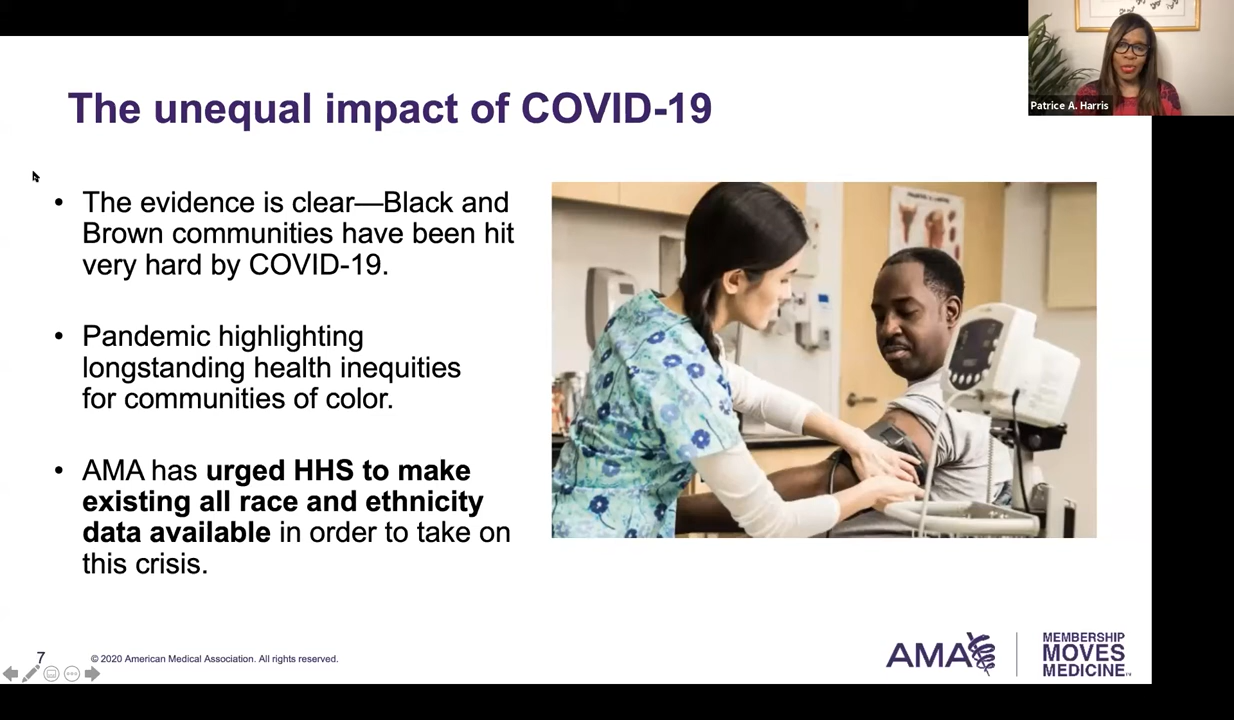 Patrice A. Harris
The unequal impact of COVID-19
• The evidence is clear—Black and
Brown communities have been hit
very hard by COVID-19.
• Pandemic highlighting
longstanding health inequities
for communities of color.
• AMA has urged HHS to make
existing all race and ethnicity
data available in order to take on
this crisis.
7
© 2020 American Medical Association. All rights reserved.
AMA
MEMBERSHIP
MOVES
MEDICINE™